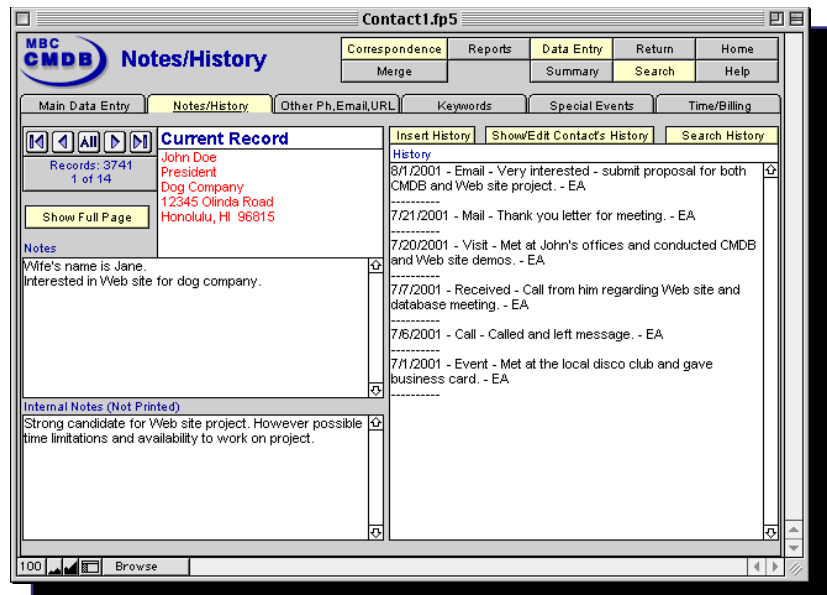 Contact1.fp5
MBC
CMDB
Notes/History
Correspondence Reports Data Entry Return Home
Merge Summary Search Help
Main Data Entry Notes/History Other Ph,Email,URL Keywords Special Events Time/Billing
All
Records: 3741
1 of 14
Show Full Page
Current Record
John Doe
President
Dog Company
12345 Olinda Road
Honolulu, HI 96815
Notes
Wife's name is Jane.
Interested in Web site for dog company.
Internal Notes (Not Printed)
Strong candidate for Web site project. However possible
time limitations and availability to work on project.
Insert History Show/Edit Contact's History Search History
History
8/1/2001 - Email - Very interested - submit proposal for both
CMDB and Web site project. - EA
----------
7/21/2001 - Mail - Thank you letter for meeting. - EA
----------
7/20/2001 - Visit - Met at John's offices and conducted CMDB
and Web site demos. - EA
----------
7/7/2001 - Received - Call from him regarding Web site and
database meeting. - EA
----------
7/6/2001 - Call - Called and left message. - EA
----------
7/1/2001 - Event - Met at the local disco club and gave
business card. - EA
----------
100 Browse